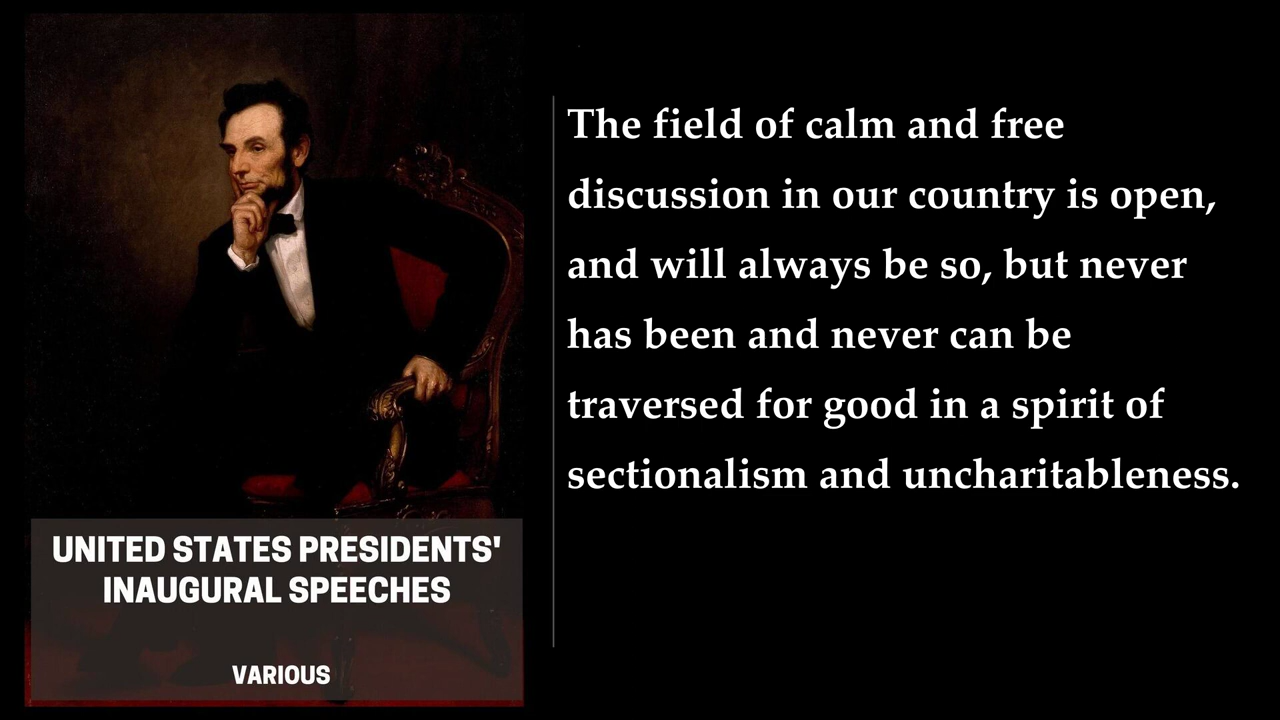 The field of calm and free
discussion in our country is open,
and will always be so, but never
has been and never can be
traversed for good in a spirit of
sectionalism and uncharitableness.
UNITED STATES PRESIDENTS'
INAUGURAL SPEECHES
VARIOUS